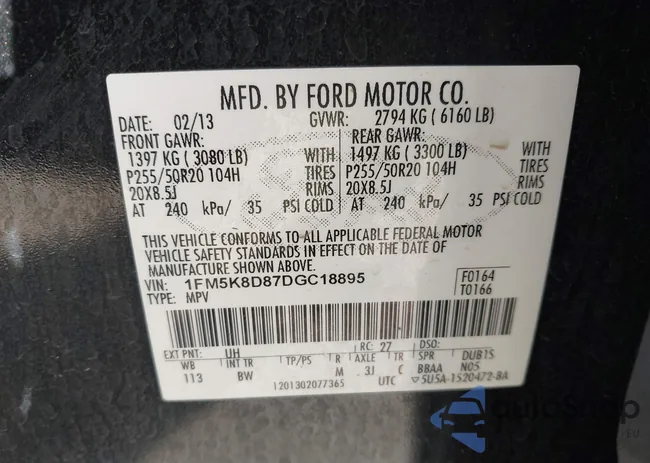 MFD. BY FORD MOTOR CO.
DATE: 02/13 GVWR: 2794 KG ( 6160 LB)
FRONT GAWR: REAR GAWR:
1397 KG ( 3080 LB) WITH 1497 KG ( 3300 LB) WITH
P255/50R20 104H TIRES P255/50R20 104H TIRES
20X8.5J RIMS 20X8.5J RIMS
AT 240 kPa/ 35 PSI COLD AT 240 kPa/ 35 PSI COLD
THIS VEHICLE CONFORMS TO ALL APPLICABLE FEDERAL MOTOR
VEHICLE SAFETY STANDARDS IN EFFECT ON THE DATE OF
MANUFACTURE SHOWN ABOVE.
VIN: 1FM5K8D87DGC18895 F0164
TYPE: MPV T0166
EXT PNT: UH RC: 27 DSO:
WB INT TR TP/PS R AXLE TR SPR DUBTS
113 BW M .3J C BBAA N05
1201302077365 UTC 5U5A-1520472-BA